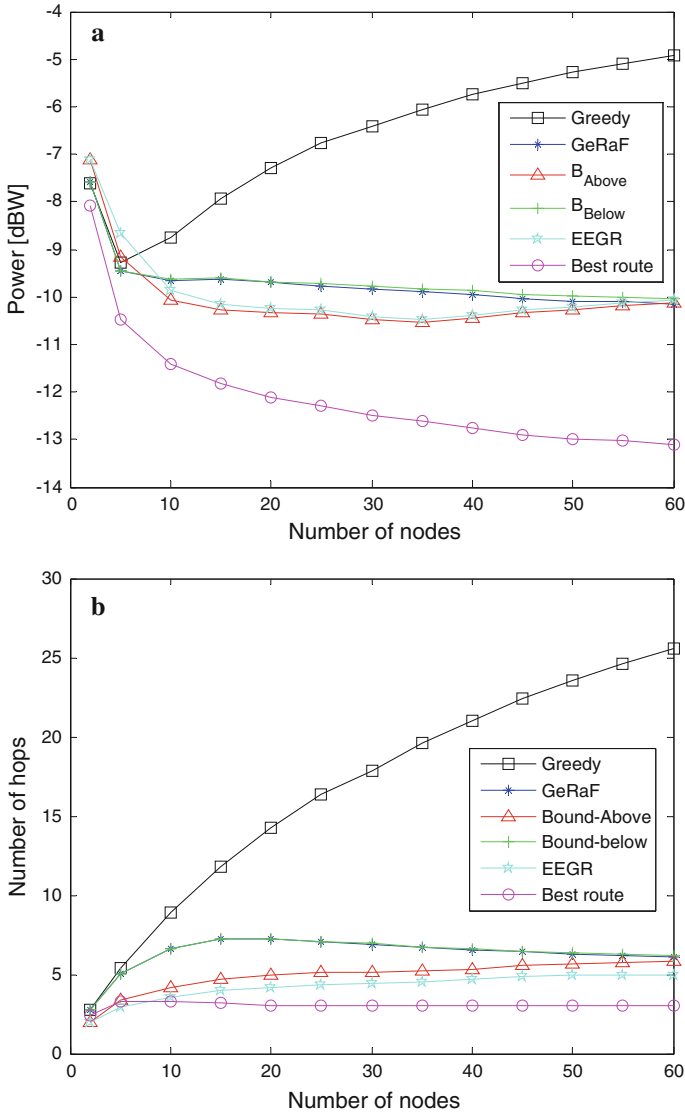 a
-4
-5
-6
-7
-8
-9
-10
-11
-12
-13
-14
Power [dBW]
Greedy
GeRaF
B_Above
B_Below
EEGR
Best route
0 10 20 30 40 50 60
Number of nodes
b
30
25
20
15
10
5
0
Number of hops
Greedy
GeRaF
Bound-Above
Bound-below
EEGR
Best route
0 10 20 30 40 50 60
Number of nodes